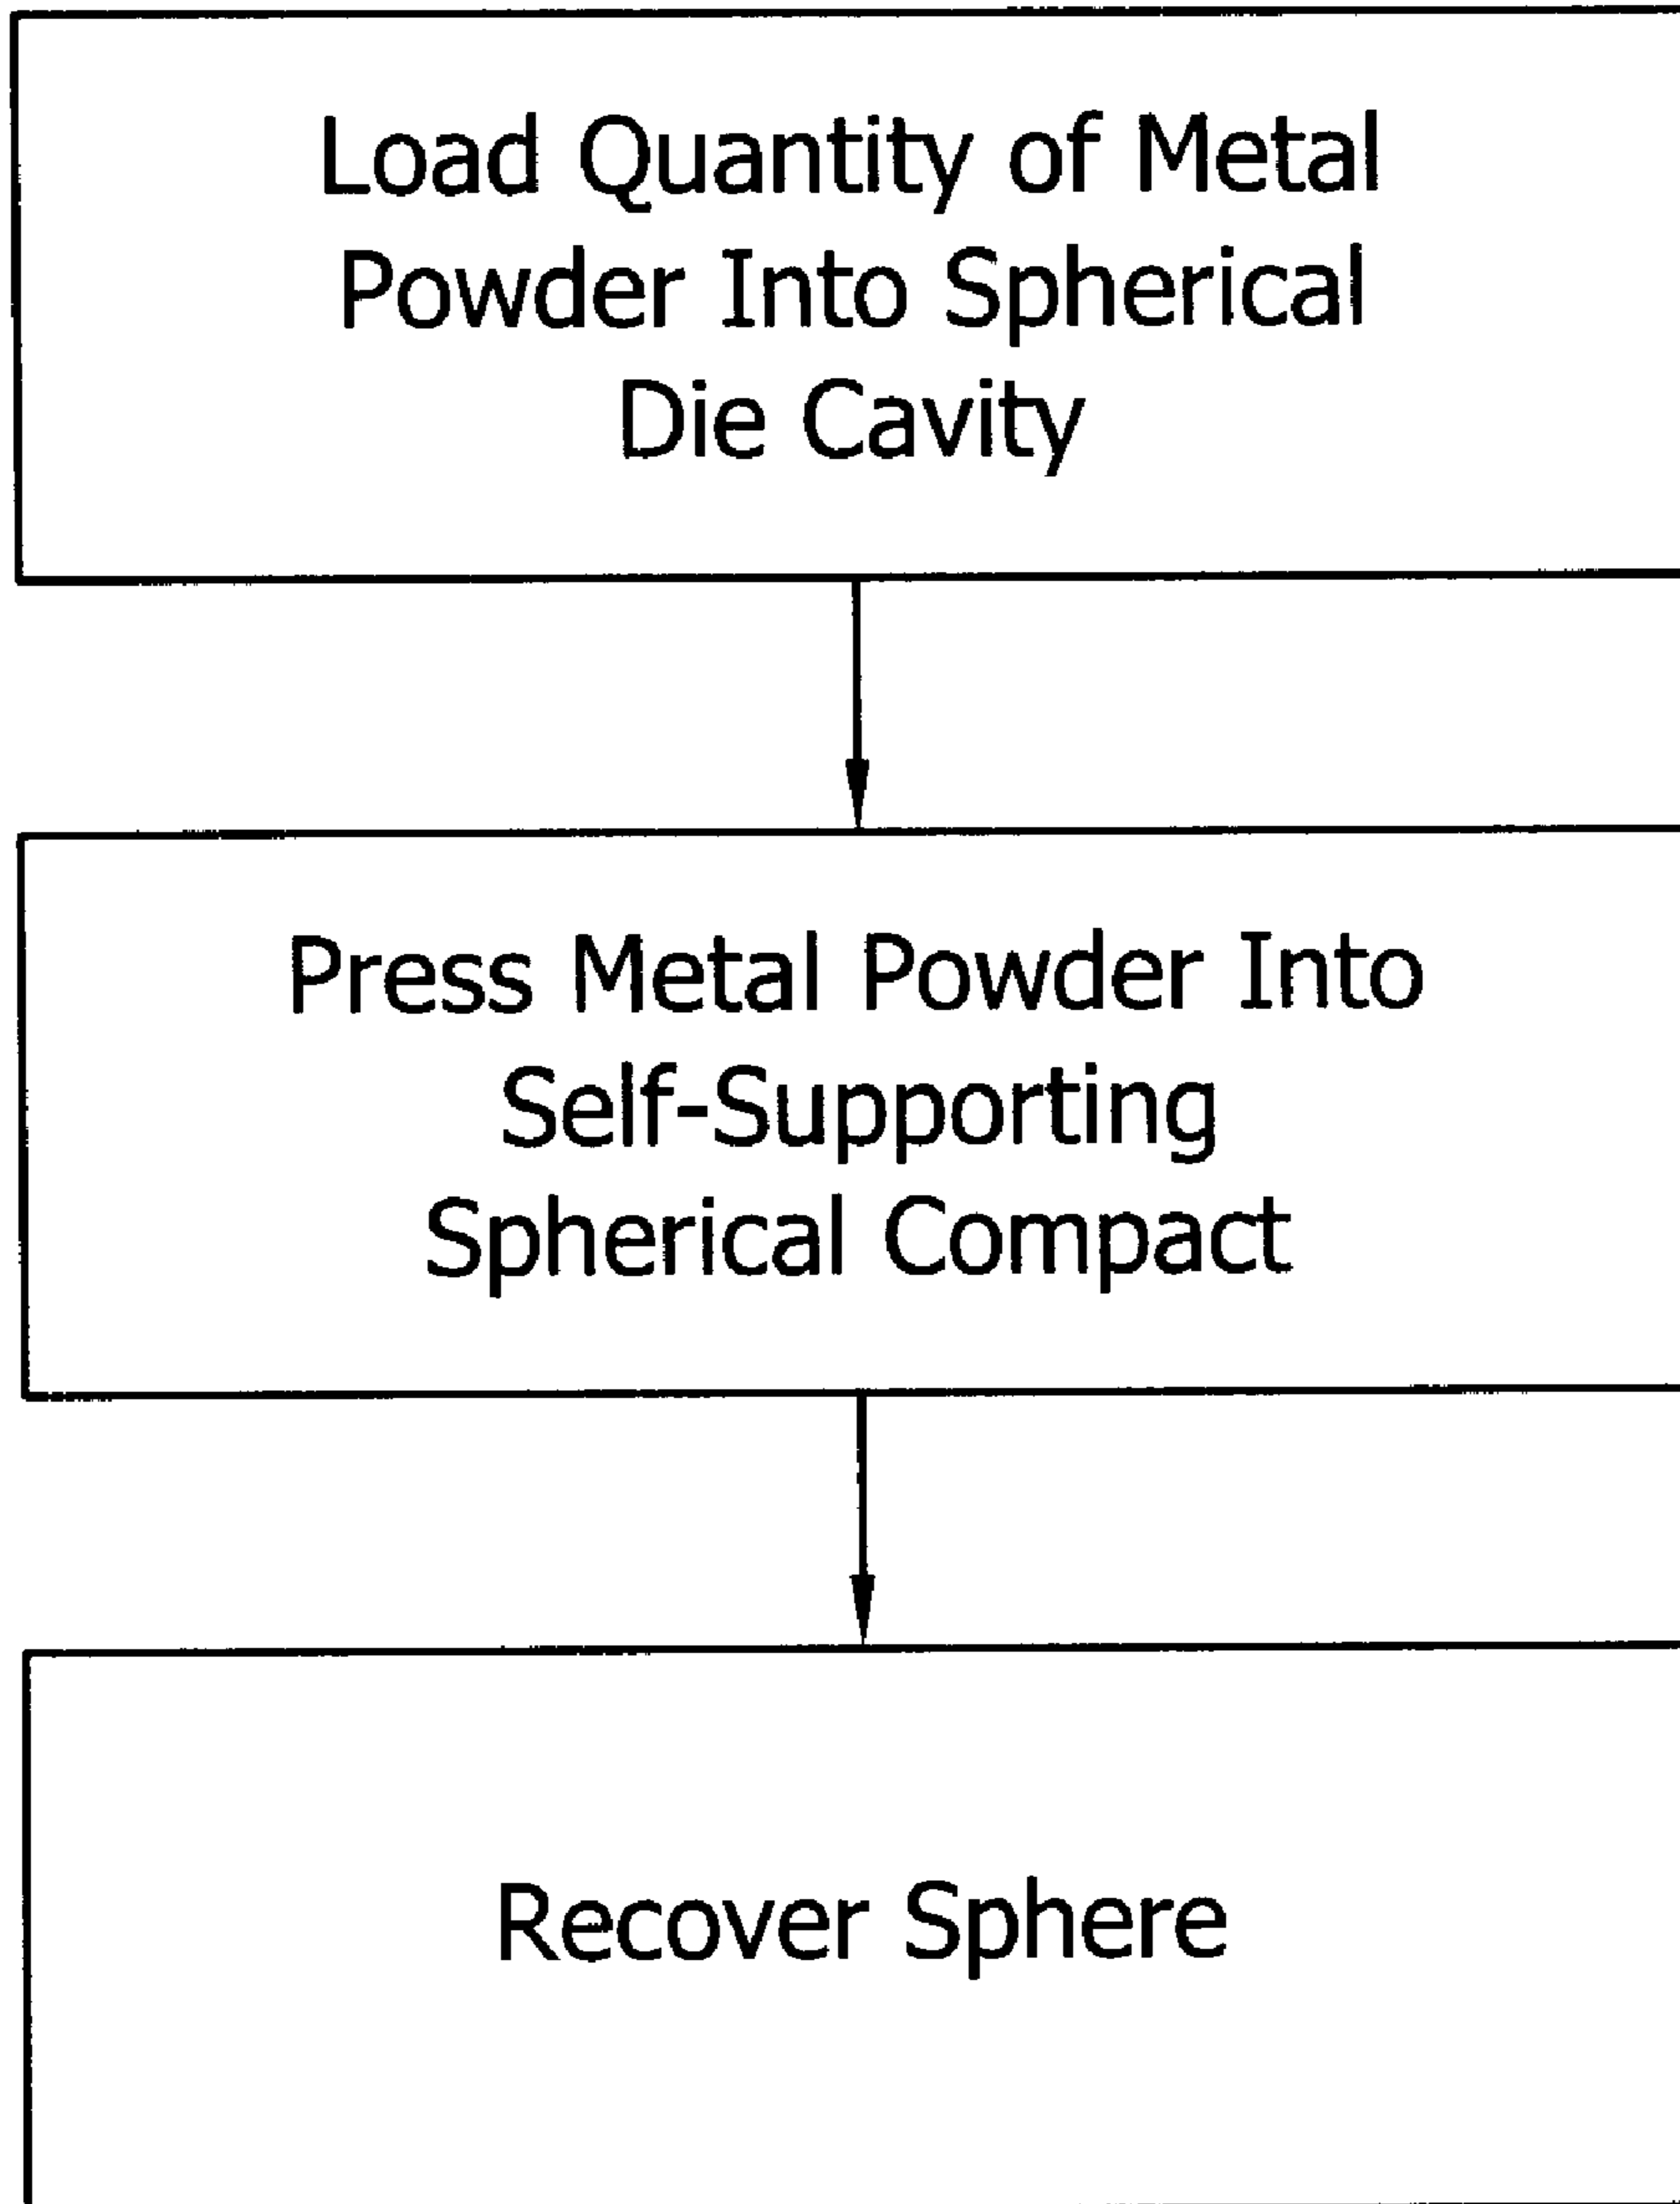 Load Quantity of Metal
Powder Into Spherical
Die Cavity
Press Metal Powder Into
Self-Supporting
Spherical Compact
Recover Sphere